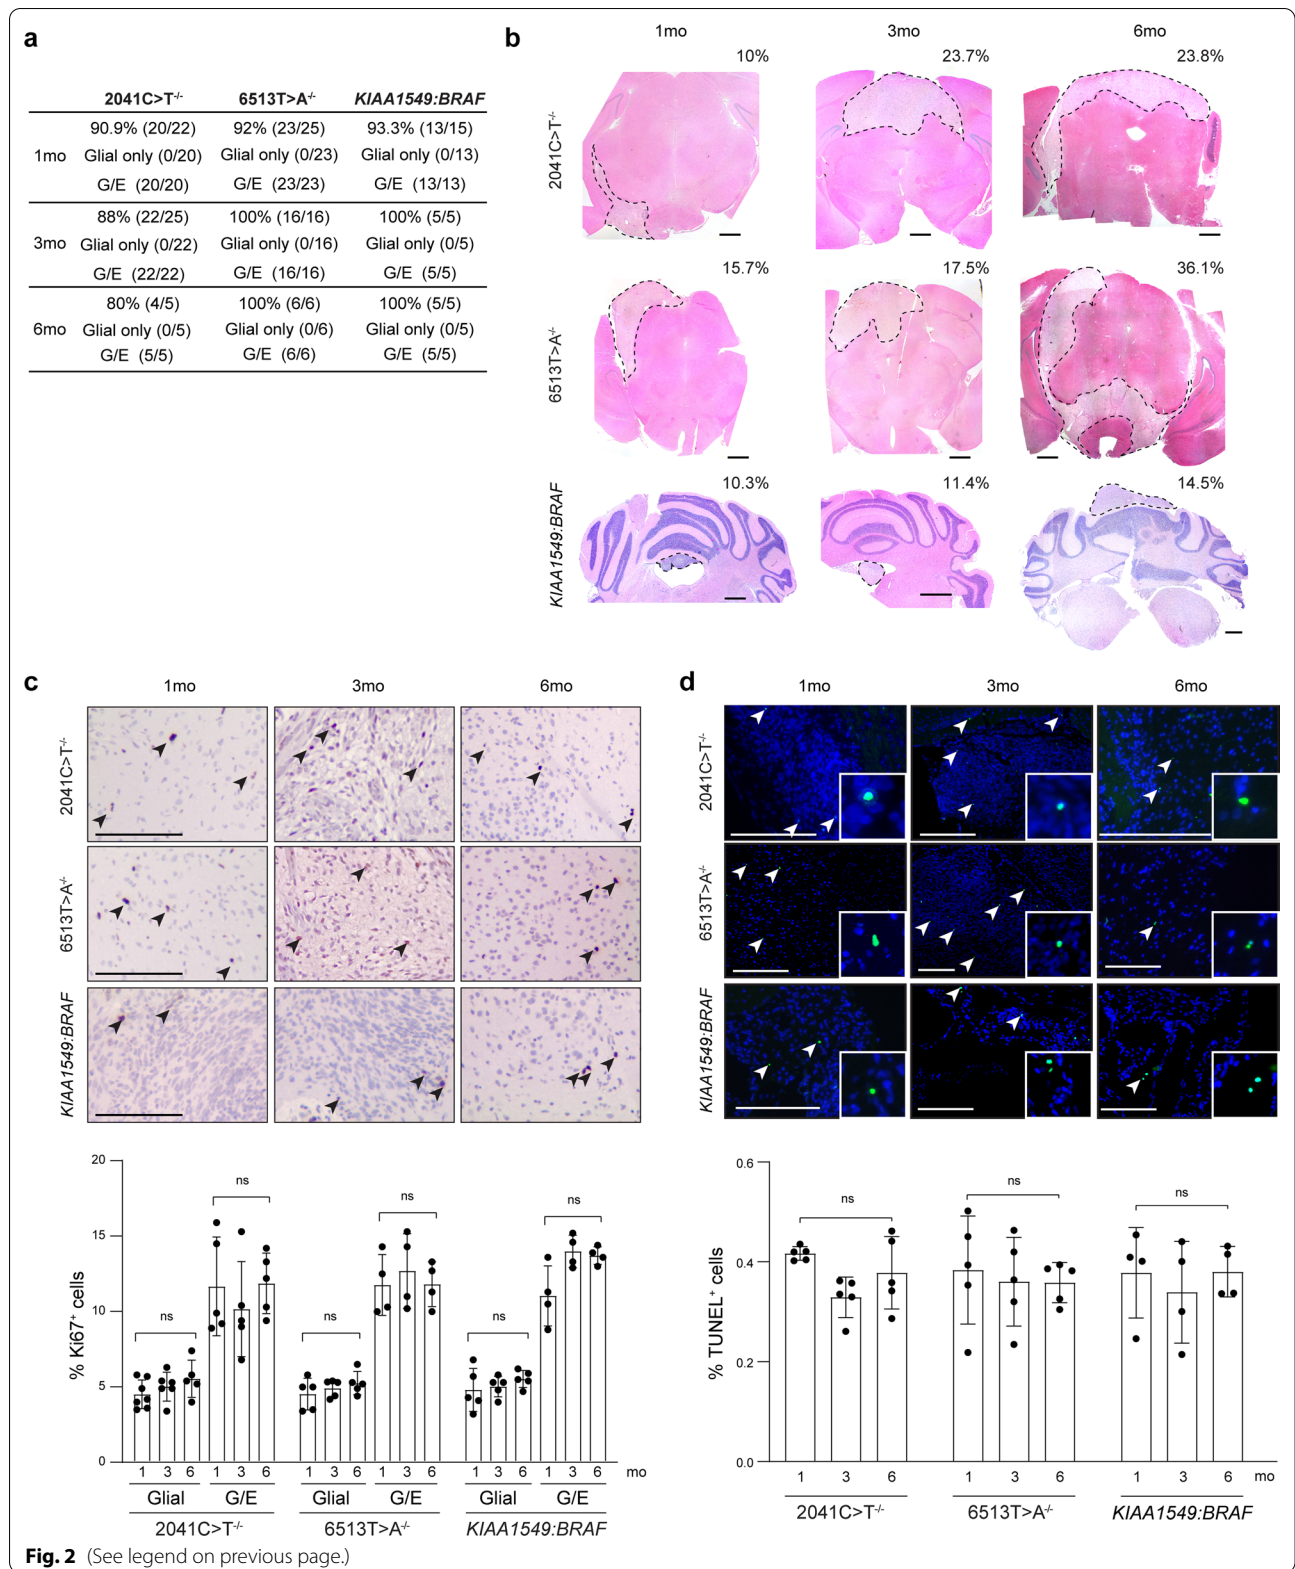 a
2041C>T-/- 6513T>A-/- KIAA1549:BRAF
90.9% (20/22) 92% (23/25) 93.3% (13/15)
1mo Glial only (0/20) Glial only (0/23) Glial only (0/13)
G/E (20/20) G/E (23/23) G/E (13/13)
88% (22/25) 100% (16/16) 100% (5/5)
3mo Glial only (0/22) Glial only (0/16) Glial only (0/5)
G/E (22/22) G/E (16/16) G/E (5/5)
80% (4/5) 100% (6/6) 100% (5/5)
6mo Glial only (0/5) Glial only (0/6) Glial only (0/5)
G/E (5/5) G/E (6/6) G/E (5/5)
b
1mo 3mo 6mo
10% 23.7% 23.8%
2041C>T-/-
15.7% 17.5% 36.1%
6513T>A-/-
10.3% 11.4% 14.5%
KIAA1549:BRAF
c
1mo 3mo 6mo
2041C>T-/-
6513T>A-/-
KIAA1549:BRAF
% Ki67+ cells
20
15
10
5
0
ns ns ns ns ns ns
1 3 6 1 3 6 1 3 6 1 3 6 1 3 6 1 3 6 mo
Glial G/E Glial G/E Glial G/E
2041C>T-/- 6513T>A-/- KIAA1549:BRAF
d
1mo 3mo 6mo
2041C>T-/-
6513T>A-/-
KIAA1549:BRAF
% TUNEL+ cells
0.6
0.4
0.2
0.0
ns ns ns
1 3 6 1 3 6 1 3 6 mo
2041C>T-/- 6513T>A-/- KIAA1549:BRAF
Fig. 2 (See legend on previous page.)